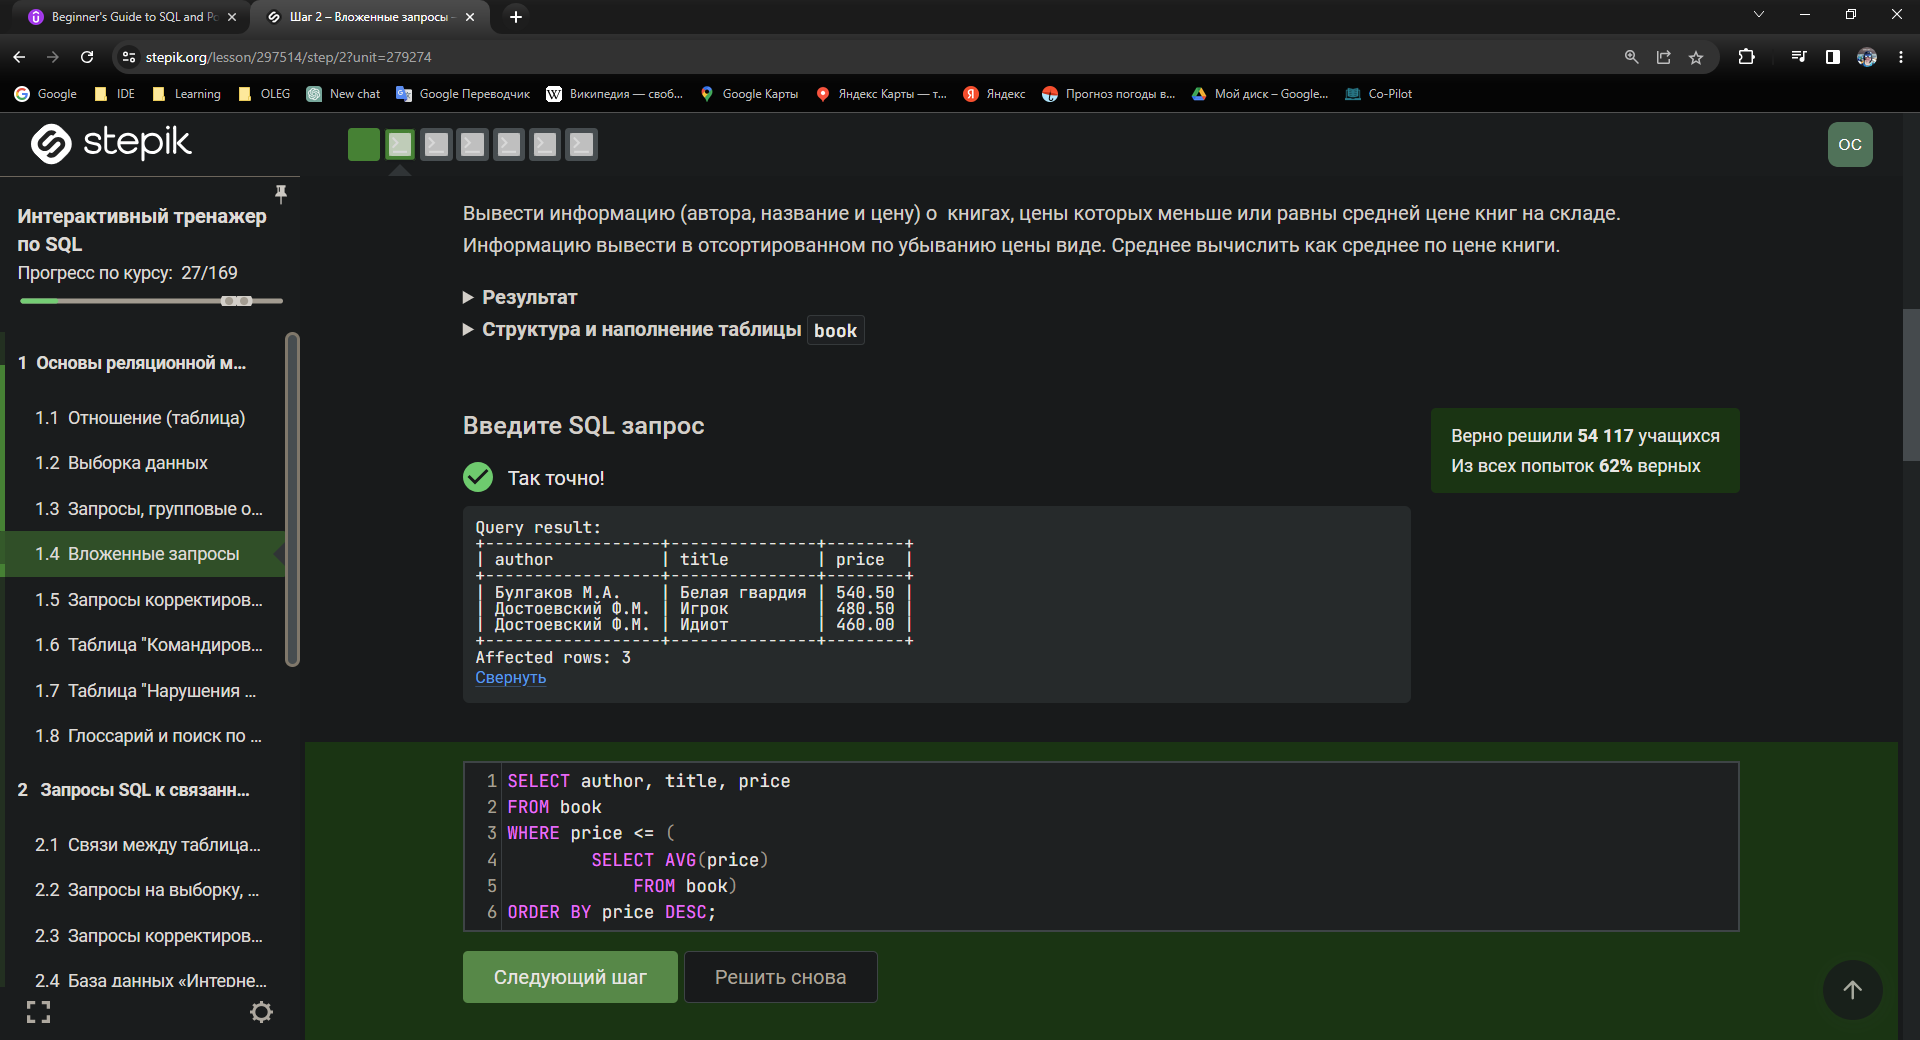 Beginner's Guide to SQL and Po
Шаг 2 – Вложенные запросы –
stepik.org/lesson/297514/step/2?unit=279274
Google
IDE
Learning
OLEG
New chat
Google Переводчик
Википедия — своб...
Google Карты
Яндекс Карты — т...
Яндекс
Прогноз погоды в...
Мой диск – Google...
Co-Pilot
stepik
OC
Интерактивный тренажер
по SQL
Прогресс по курсу: 27/169
1 Основы реляционной м...
1.1 Отношение (таблица)
1.2 Выборка данных
1.3 Запросы, групповые о...
1.4 Вложенные запросы
1.5 Запросы корректиров...
1.6 Таблица "Командиров...
1.7 Таблица "Нарушения ...
1.8 Глоссарий и поиск по ...
2 Запросы SQL к связанн...
2.1 Связи между таблица...
2.2 Запросы на выборку, ...
2.3 Запросы корректиров...
2.4 База данных «Интерне...
Вывести информацию (автора, название и цену) о книгах, цены которых меньше или равны средней цене книг на складе.
Информацию вывести в отсортированном по убыванию цены виде. Среднее вычислить как среднее по цене книги.
Результат
Структура и наполнение таблицы book
Введите SQL запрос
Так точно!
Верно решили 54 117 учащихся
Из всех попыток 62% верных
Query result:
+------------------+---------------+--------+
| author           | title         | price  |
+------------------+---------------+--------+
| Булгаков М.А.    | Белая гвардия | 540.50 |
| Достоевский Ф.М. | Игрок         | 480.50 |
| Достоевский Ф.М. | Идиот         | 460.00 |
+------------------+---------------+--------+
Affected rows: 3
Свернуть
1 SELECT author, title, price
2 FROM book
3 WHERE price <= (
4         SELECT AVG(price)
5             FROM book)
6 ORDER BY price DESC;
Следующий шаг
Решить снова